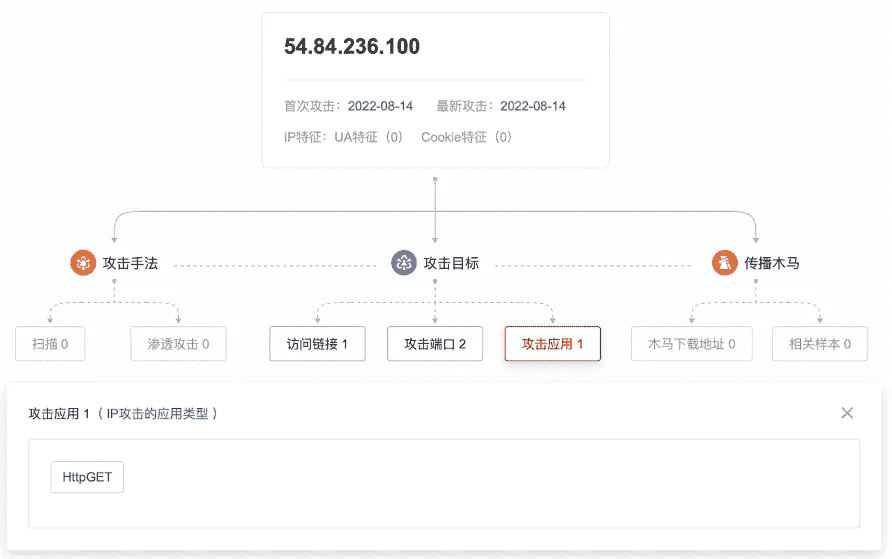 54.84.236.100
首次攻击：2022-08-14 最新攻击：2022-08-14
IP特征：UA特征（0） Cookie特征（0）
攻击手法 攻击目标 传播木马
扫描 0 渗透攻击 0 访问链接 1 攻击端口 2 攻击应用 1 木马下载地址 0 相关样本 0
攻击应用 1（ IP攻击的应用类型 ）
HttpGET